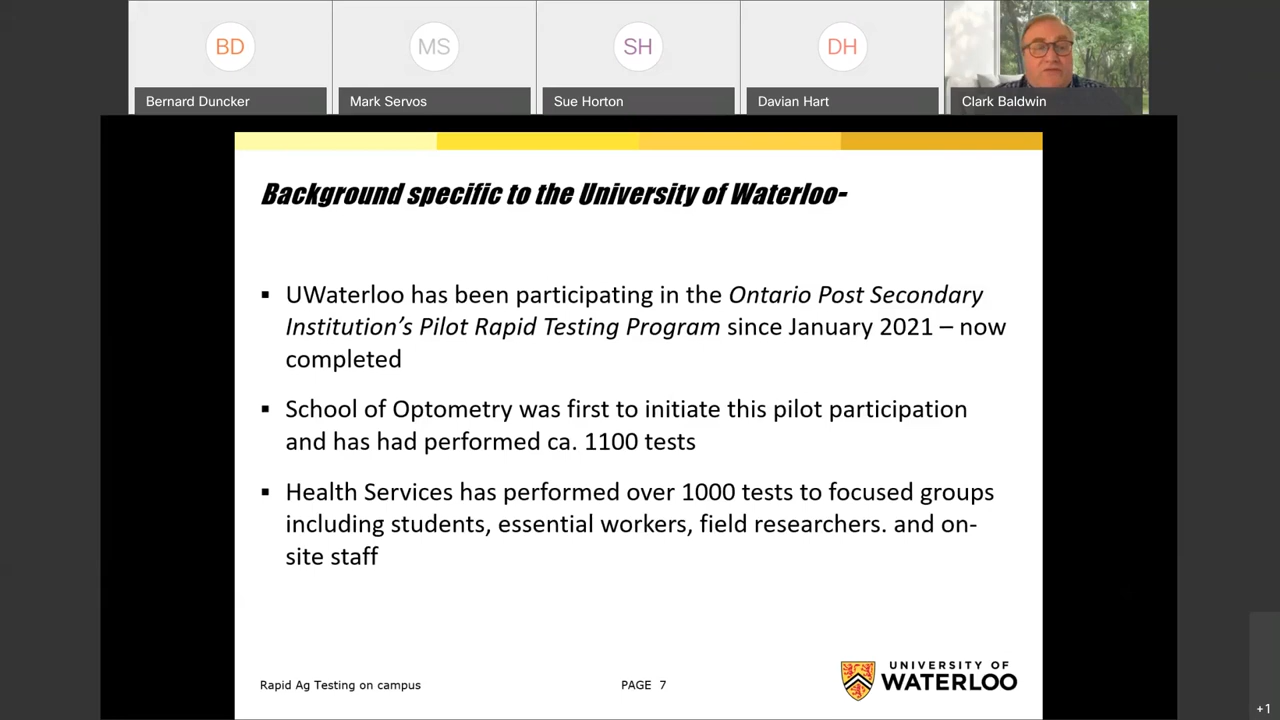 BD
MS
SH
DH
Bernard Duncker
Mark Servos
Sue Horton
Davian Hart
Clark Baldwin
Background specific to the University of Waterloo-
▪ UWaterloo has been participating in the Ontario Post Secondary
Institution's Pilot Rapid Testing Program since January 2021 – now
completed
▪ School of Optometry was first to initiate this pilot participation
and has had performed ca. 1100 tests
▪ Health Services has performed over 1000 tests to focused groups
including students, essential workers, field researchers. and on-
site staff
Rapid Ag Testing on campus
PAGE 7
UNIVERSITY OF
WATERLOO
+1